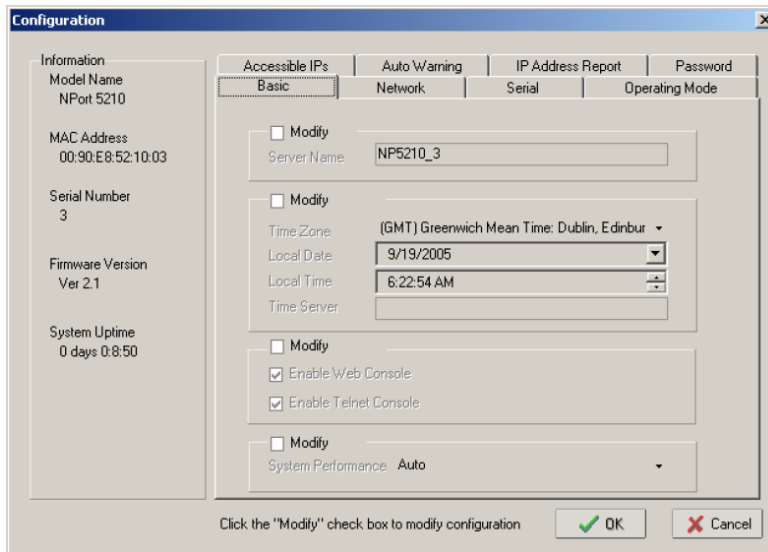 Configuration
Information
Model Name
NPort 5210
MAC Address
00:90:E8:52:10:03
Serial Number
3
Firmware Version
Ver 2.1
System Uptime
0 days 0:8:50
Accessible IPs
Auto Warning
IP Address Report
Password
Basic
Network
Serial
Operating Mode
Modify
Server Name
NP5210_3
Modify
Time Zone
(GMT) Greenwich Mean Time: Dublin, Edinbur
Local Date
9/19/2005
Local Time
6:22:54 AM
Time Server
Modify
Enable Web Console
Enable Telnet Console
Modify
System Performance
Auto
Click the "Modify" check box to modify configuration
OK
Cancel